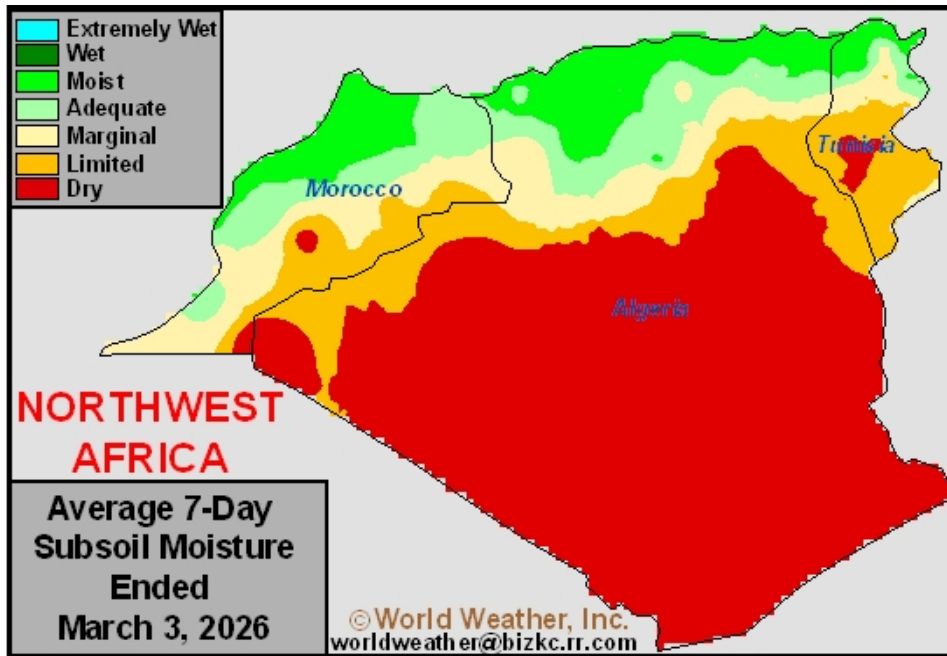 Extremely Wet
Wet
Moist
Adequate
Marginal
Limited
Dry
Morocco
Tunisia
Algeria
NORTHWEST
AFRICA
Average 7-Day
Subsoil Moisture
Ended
March 3, 2026
©World Weather, Inc.
worldweather@bizkc.rr.com